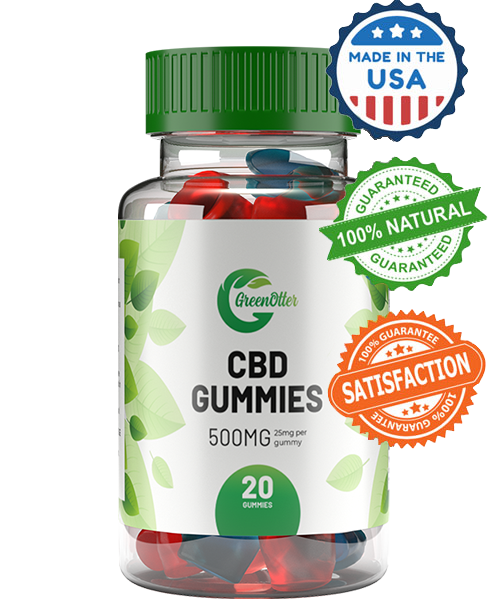 MADE IN THE
USA
GUARANTEED
100% NATURAL
GUARANTEED
GreenOtter
CBD
GUMMIES
500MG
25mg per
gummy
20
GUMMIES
100% GUARANTEE
SATISFACTION
100% GUARANTEE